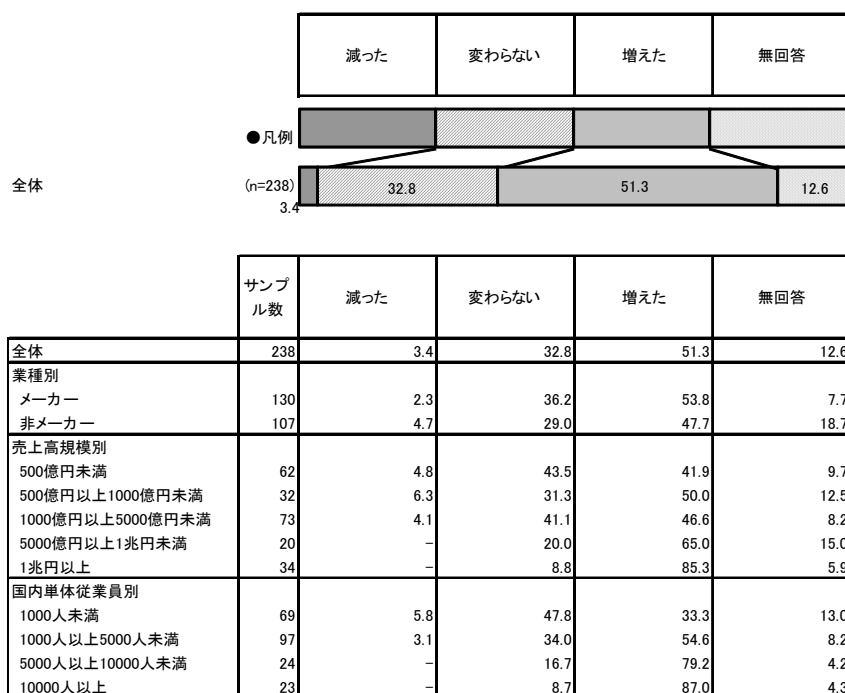 減った 変わらない 増えた 無回答
●凡例
全体 (n=238) 32.8 51.3 12.6
3.4
サンプル数 減った 変わらない 増えた 無回答
全体 238 3.4 32.8 51.3 12.6
業種別
メーカー 130 2.3 36.2 53.8 7.7
非メーカー 107 4.7 29.0 47.7 18.7
売上高規模別
500億円未満 62 4.8 43.5 41.9 9.7
500億円以上1000億円未満 32 6.3 31.3 50.0 12.5
1000億円以上5000億円未満 73 4.1 41.1 46.6 8.2
5000億円以上1兆円未満 20 − 20.0 65.0 15.0
1兆円以上 34 − 8.8 85.3 5.9
国内単体従業員別
1000人未満 69 5.8 47.8 33.3 13.0
1000人以上5000人未満 97 3.1 34.0 54.6 8.2
5000人以上10000人未満 24 − 16.7 79.2 4.2
10000人以上 23 − 8.7 87.0 4.3